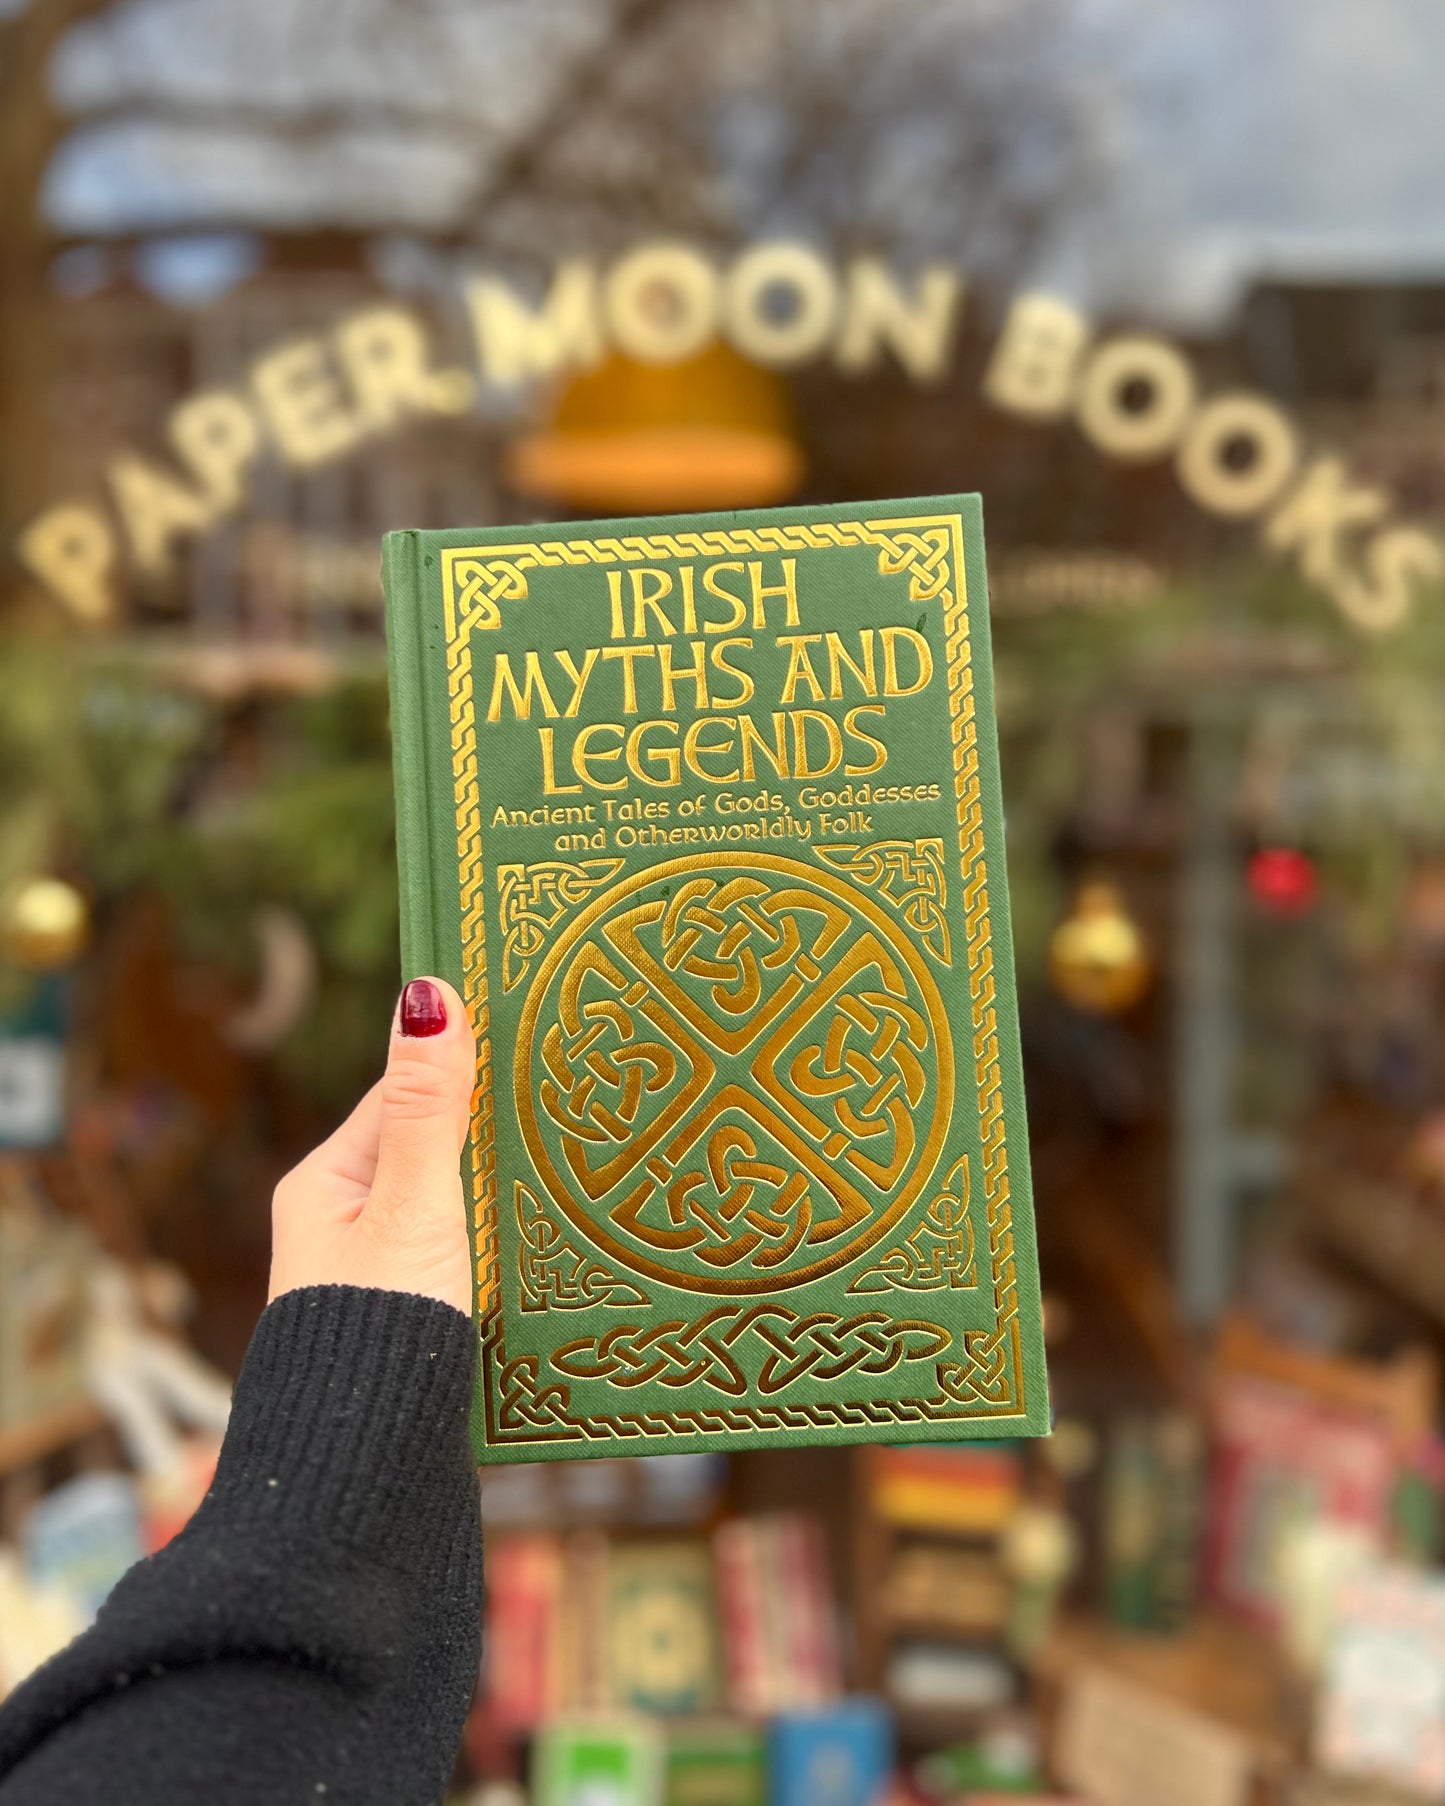 PAPER MOON BOOKS
IRISH
MYTHS AND
LEGENDS
Ancient Tales of Gods, Goddesses
and Otherworldly Folk